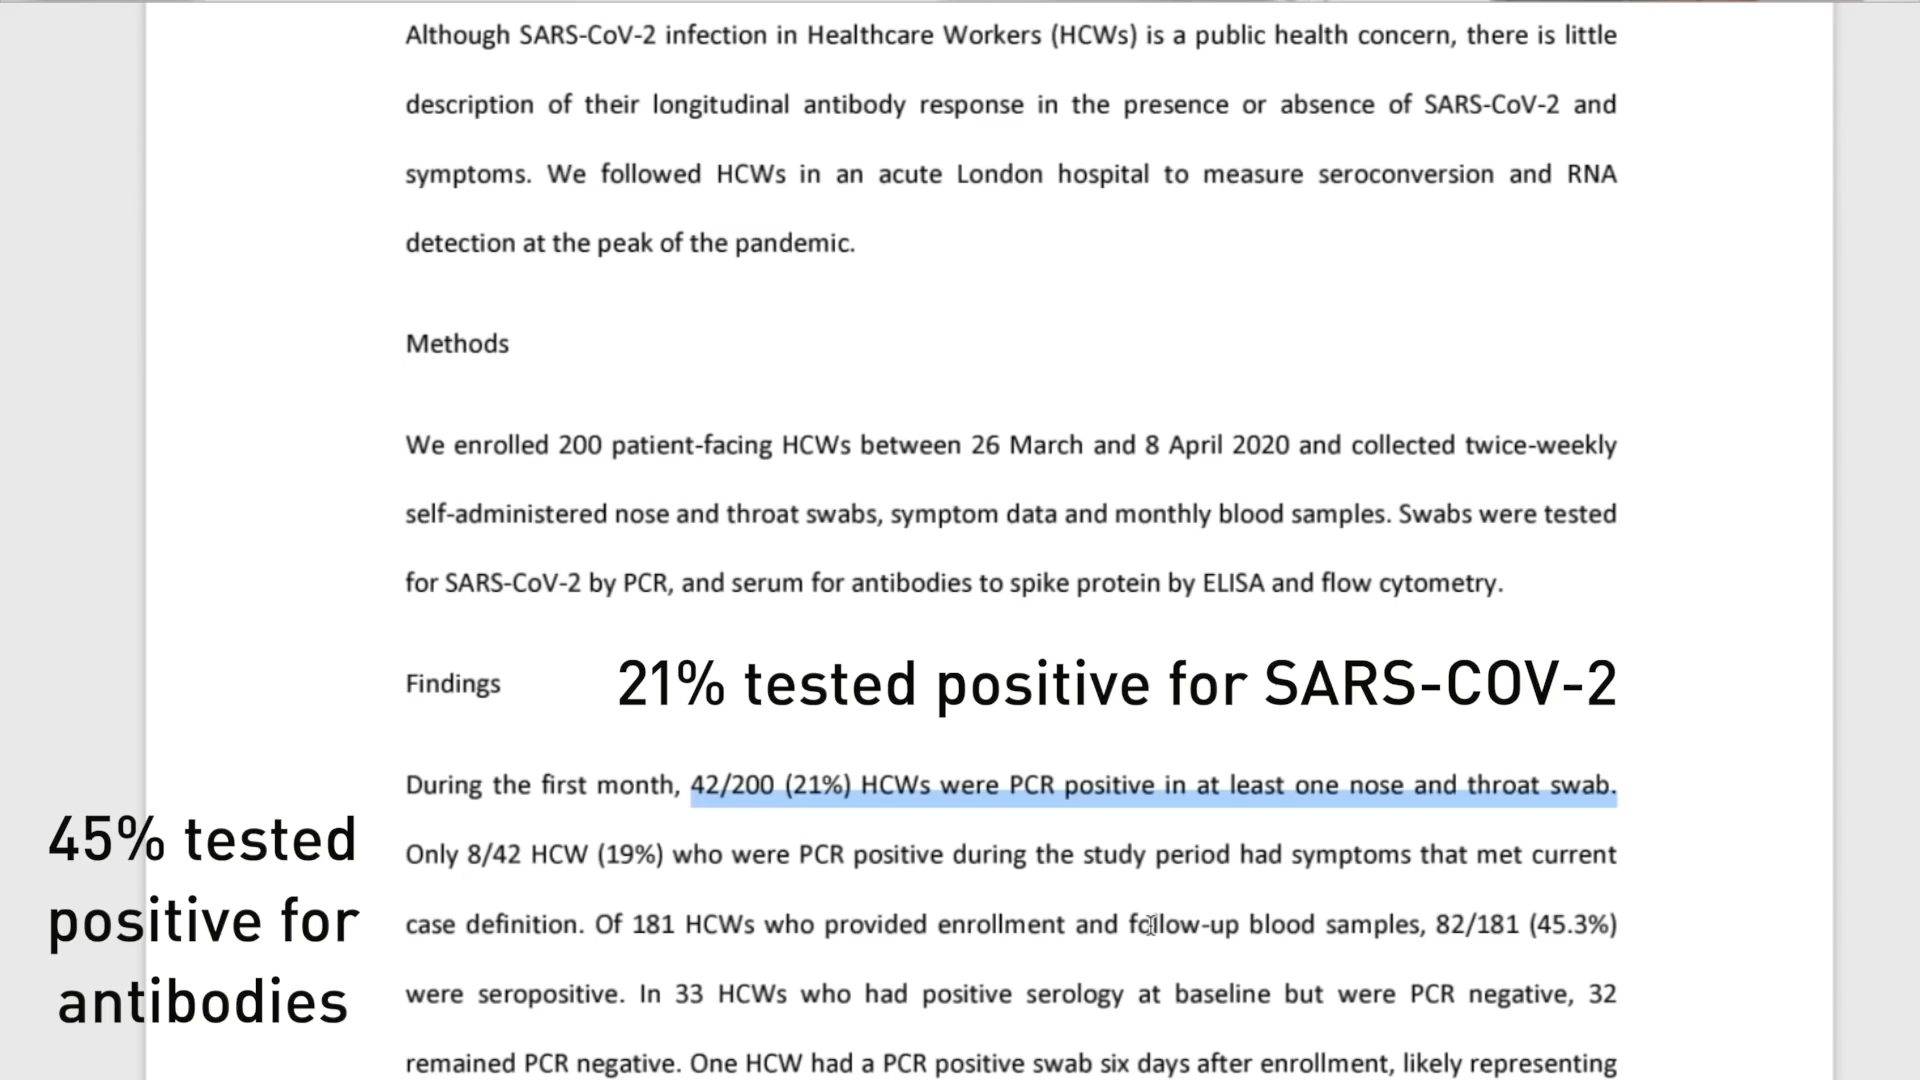 Although SARS-CoV-2 infection in Healthcare Workers (HCWs) is a public health concern, there is little
description of their longitudinal antibody response in the presence or absence of SARS-CoV-2 and
symptoms. We followed HCWs in an acute London hospital to measure seroconversion and RNA
detection at the peak of the pandemic.
Methods
We enrolled 200 patient-facing HCWs between 26 March and 8 April 2020 and collected twice-weekly
self-administered nose and throat swabs, symptom data and monthly blood samples. Swabs were tested
for SARS-CoV-2 by PCR, and serum for antibodies to spike protein by ELISA and flow cytometry.
Findings
21% tested positive for SARS-COV-2
During the first month, 42/200 (21%) HCWs were PCR positive in at least one nose and throat swab.
Only 8/42 HCW (19%) who were PCR positive during the study period had symptoms that met current
case definition. Of 181 HCWs who provided enrollment and follow-up blood samples, 82/181 (45.3%)
were seropositive. In 33 HCWs who had positive serology at baseline but were PCR negative, 32
remained PCR negative. One HCW had a PCR positive swab six days after enrollment, likely representing
45% tested
positive for
antibodies